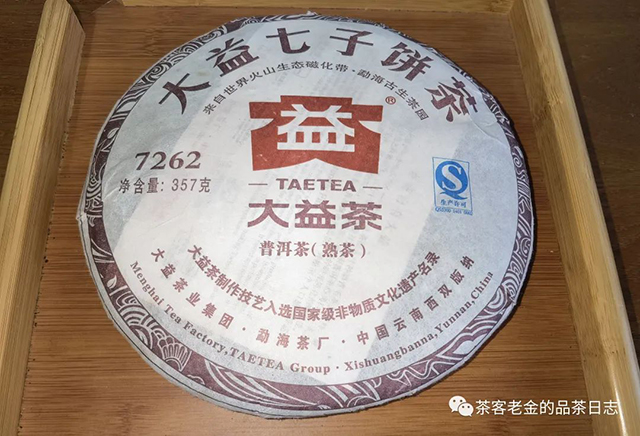 大益七子饼茶
来自世界火山生态磁化带·勐海古生茶园
益®
7262
净含量: 357克
TAETEA
大益茶
普洱茶(熟茶)
生产许可
大益茶制作技艺入选国家级非物质文化遗产名录
大益茶业集团·勐海茶厂·中国云南西双版纳
Menghai Tea Factory, TAETEA Group · Xishuangbanna, Yunnan, China
茶客老金的品茶日志